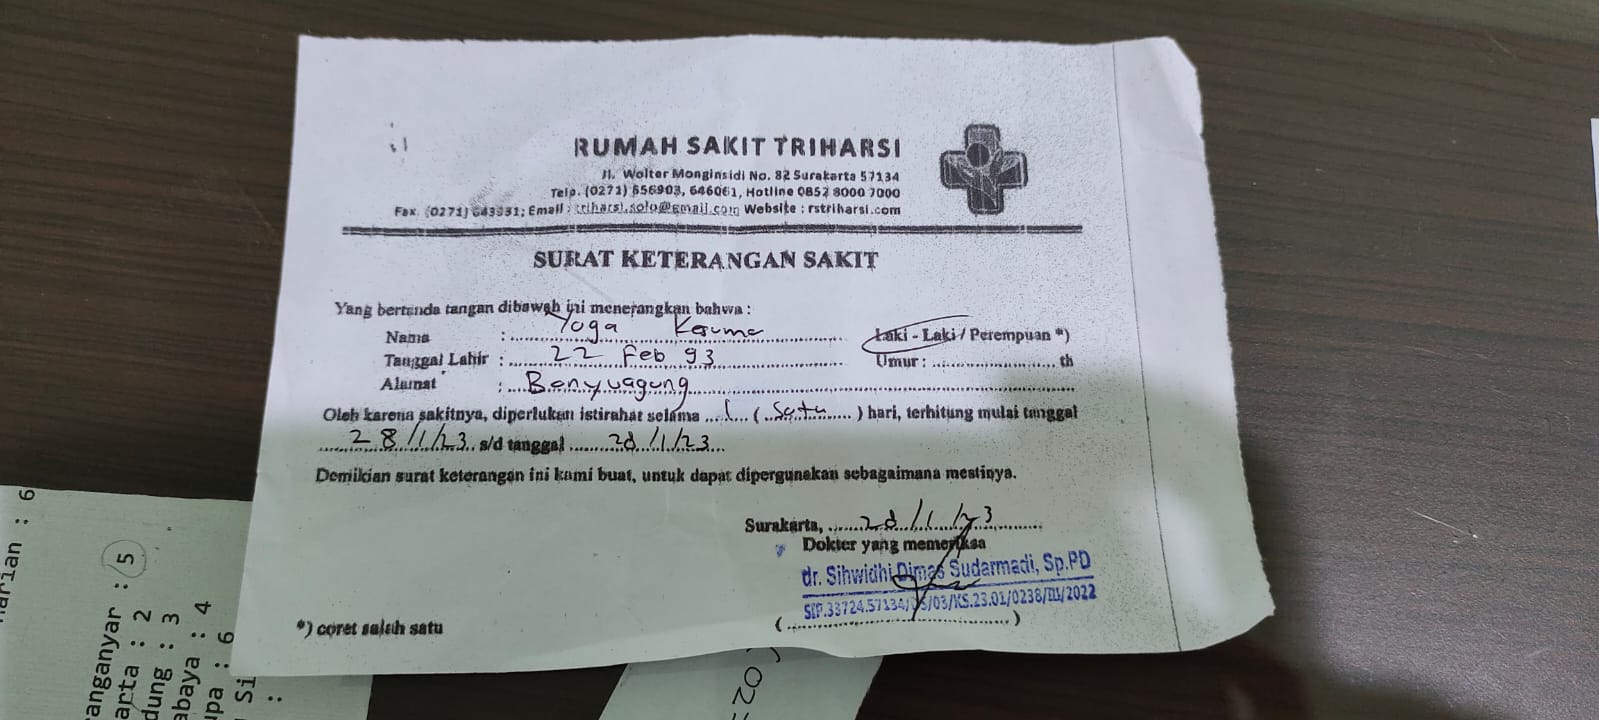 RUMAH SAKIT TRIHARSI
Jl. Wolter Monginsidi No. 82 Surakarta 57134
Telp. (0271) 656903, 646061, Hotline 0852 8000 7000
Fax. (0271) 643931; Email : triharsi.solo@gmail.com Website : rstriharsi.com
SURAT KETERANGAN SAKIT
Yang bertanda tangan dibawah ini menerangkan bahwa :
Nama : Yoga Kesuma Laki - Laki / Perempuan *)
Tanggal Lahir : 22 Feb 93 Umur : ........................ th
Alamat : Banyuagung
Oleh karena sakitnya, diperlukan istirahat selama 1 ( Satu ) hari, terhitung mulai tanggal
28/1/23 s/d tanggal 28/1/23
Demikian surat keterangan ini kami buat, untuk dapat dipergunakan sebagaimana mestinya.
Surakarta, 28/1/23
Dokter yang memeriksa
dr. Sihwidhi Dimas Sudarmadi, Sp.PD
SIP.33724.57134/DS/03/KS.23.01/0238/III/2022
(........................................)
*) coret salah satu
arian : 6
ranganyar : 5
arta : 2
dung : 3
abaya : 4
upa : 6
Si
: